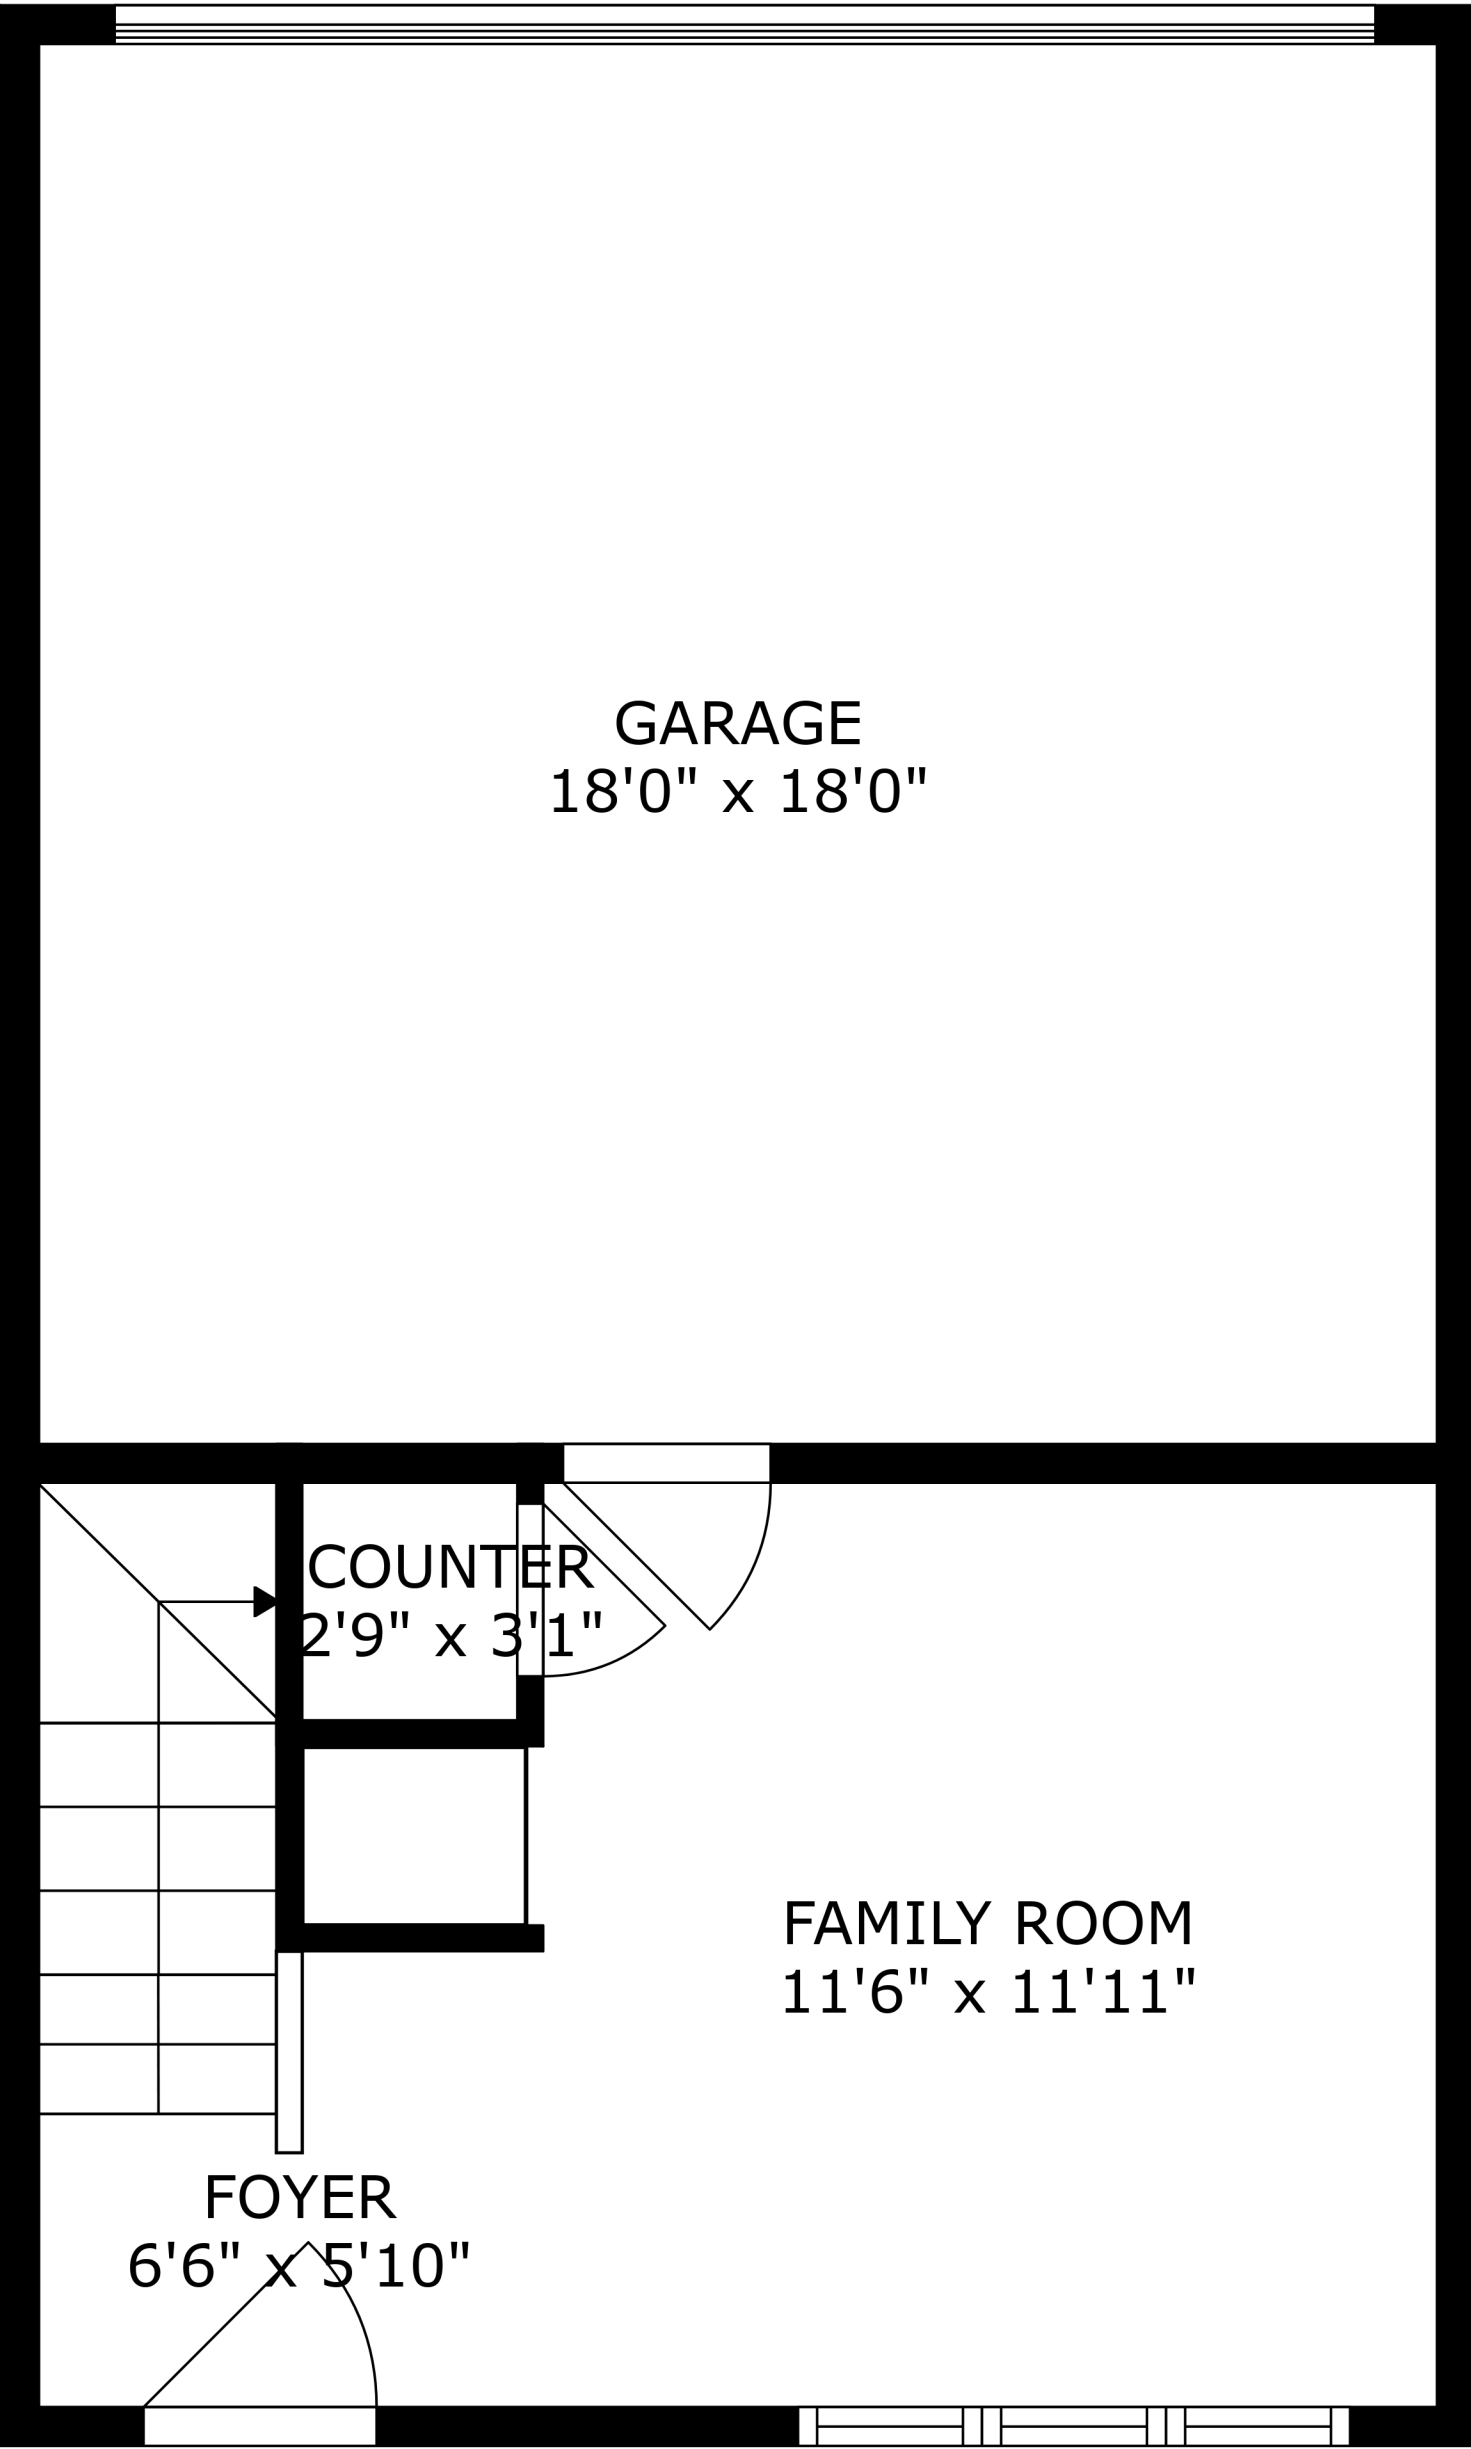 GARAGE
18'0" x 18'0"
COUNTER
2'9" x 3'1"
FAMILY ROOM
11'6" x 11'11"
FOYER
6'6" x 5'10"